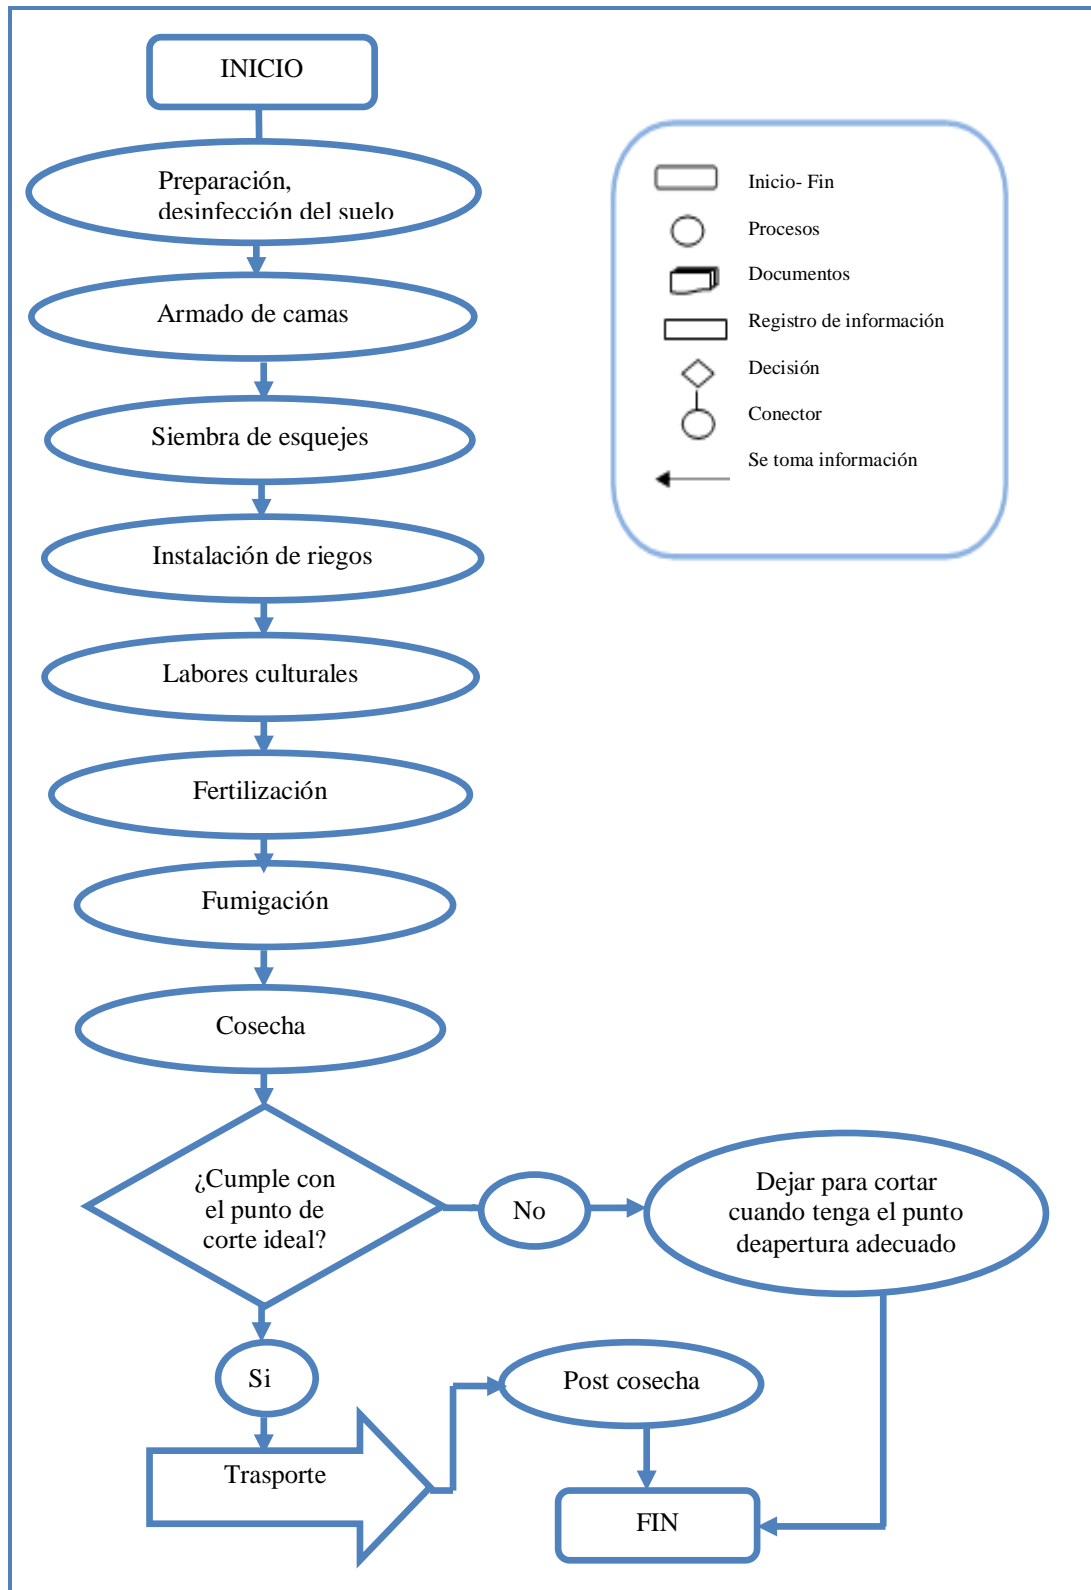 INICIO
Preparación,
desinfección del suelo
Armado de camas
Siembra de esquejes
Instalación de riegos
Labores culturales
Fertilización
Fumigación
Cosecha
¿Cumple con
el punto de
corte ideal?
No
Dejar para cortar
cuando tenga el punto
deapertura adecuado
Si
Trasporte
Post cosecha
FIN
Inicio- Fin
Procesos
Documentos
Registro de información
Decisión
Conector
Se toma información